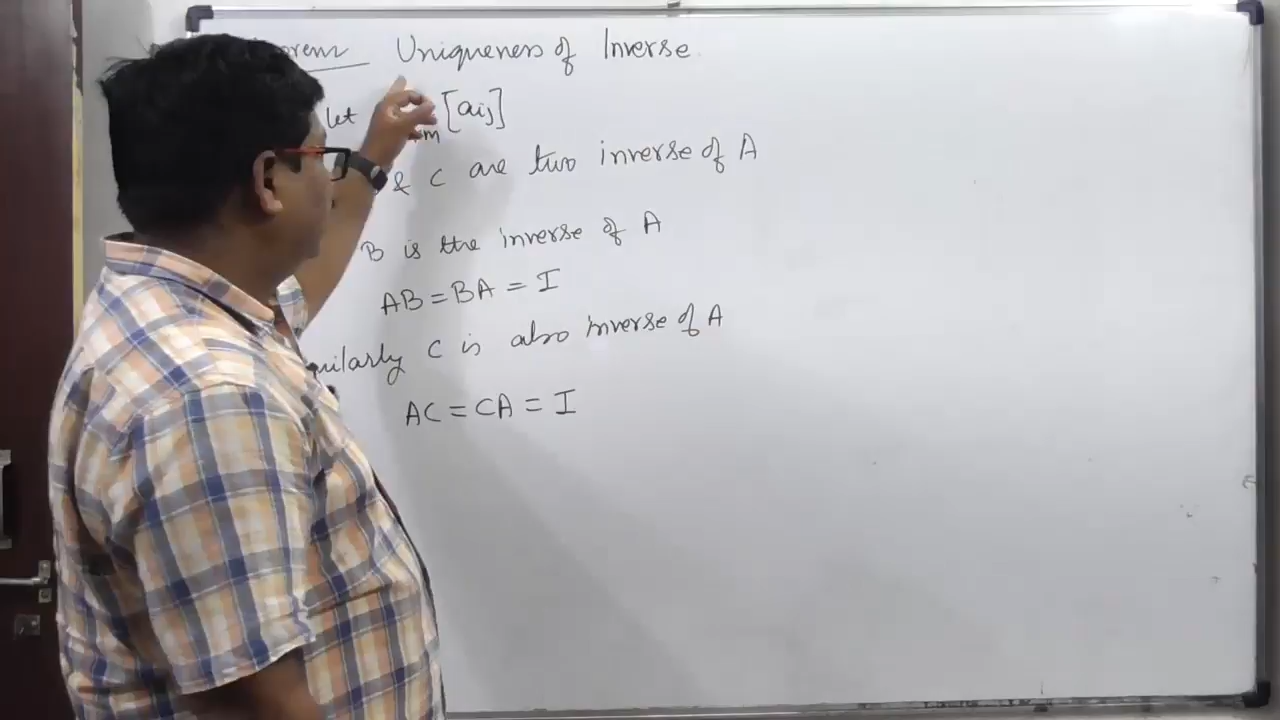 Uniqueness of Inverse
let [aij]
& C are two inverse of A
B is the inverse of A
AB = BA = I
C is also inverse of A
AC = CA = I